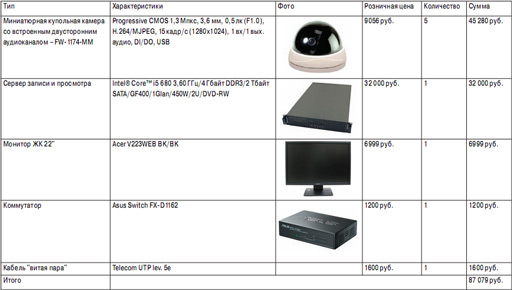 Тип Характеристики Фото Розничная цена Количество Сумма
Миниатюрная купольная камера Progressive CMOS 1,3 Мпкс, 3,6 мм, 0,5 лк (F1.0), 9056 руб. 5 45 280 руб.
со встроенным двусторонним H.264/MJPEG, 15 кадр/с (1280x1024), 1 вх/1 вых.
аудиоканалом – FW-1174-MM аудио, DI/DO, USB
Сервер записи и просмотра Intel® Core™ i5 680 3,60 ГГц/4 Гбайт DDR3/2 Тбайт 32 000 руб. 1 32 000 руб.
SATA/GF400/1Glan/450W/2U/DVD-RW
Монитор ЖК 22" Acer V223WEB BK/BK 6999 руб. 1 6999 руб.
Коммутатор Asus Switch FX-D1162 1200 руб. 1 1200 руб.
Кабель "витая пара" Telecom UTP lev. 5e 1600 руб. 1 1600 руб.
Итого 87 079 руб.